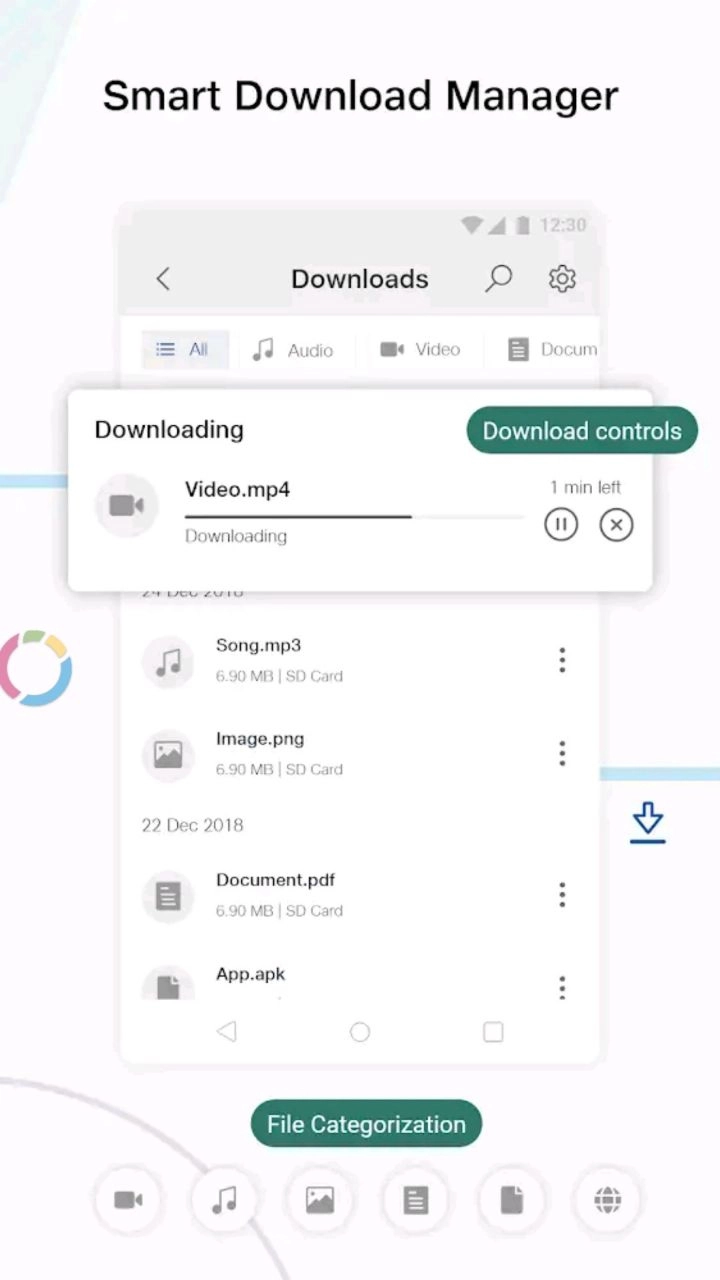 Smart Download Manager
12:30
Downloads
All
Audio
Video
Docum
Downloading
Download controls
Video.mp4
1 min left
Downloading
24 Dec 2018
Song.mp3
6.90 MB | SD Card
Image.png
6.90 MB | SD Card
22 Dec 2018
Document.pdf
6.90 MB | SD Card
App.apk
File Categorization